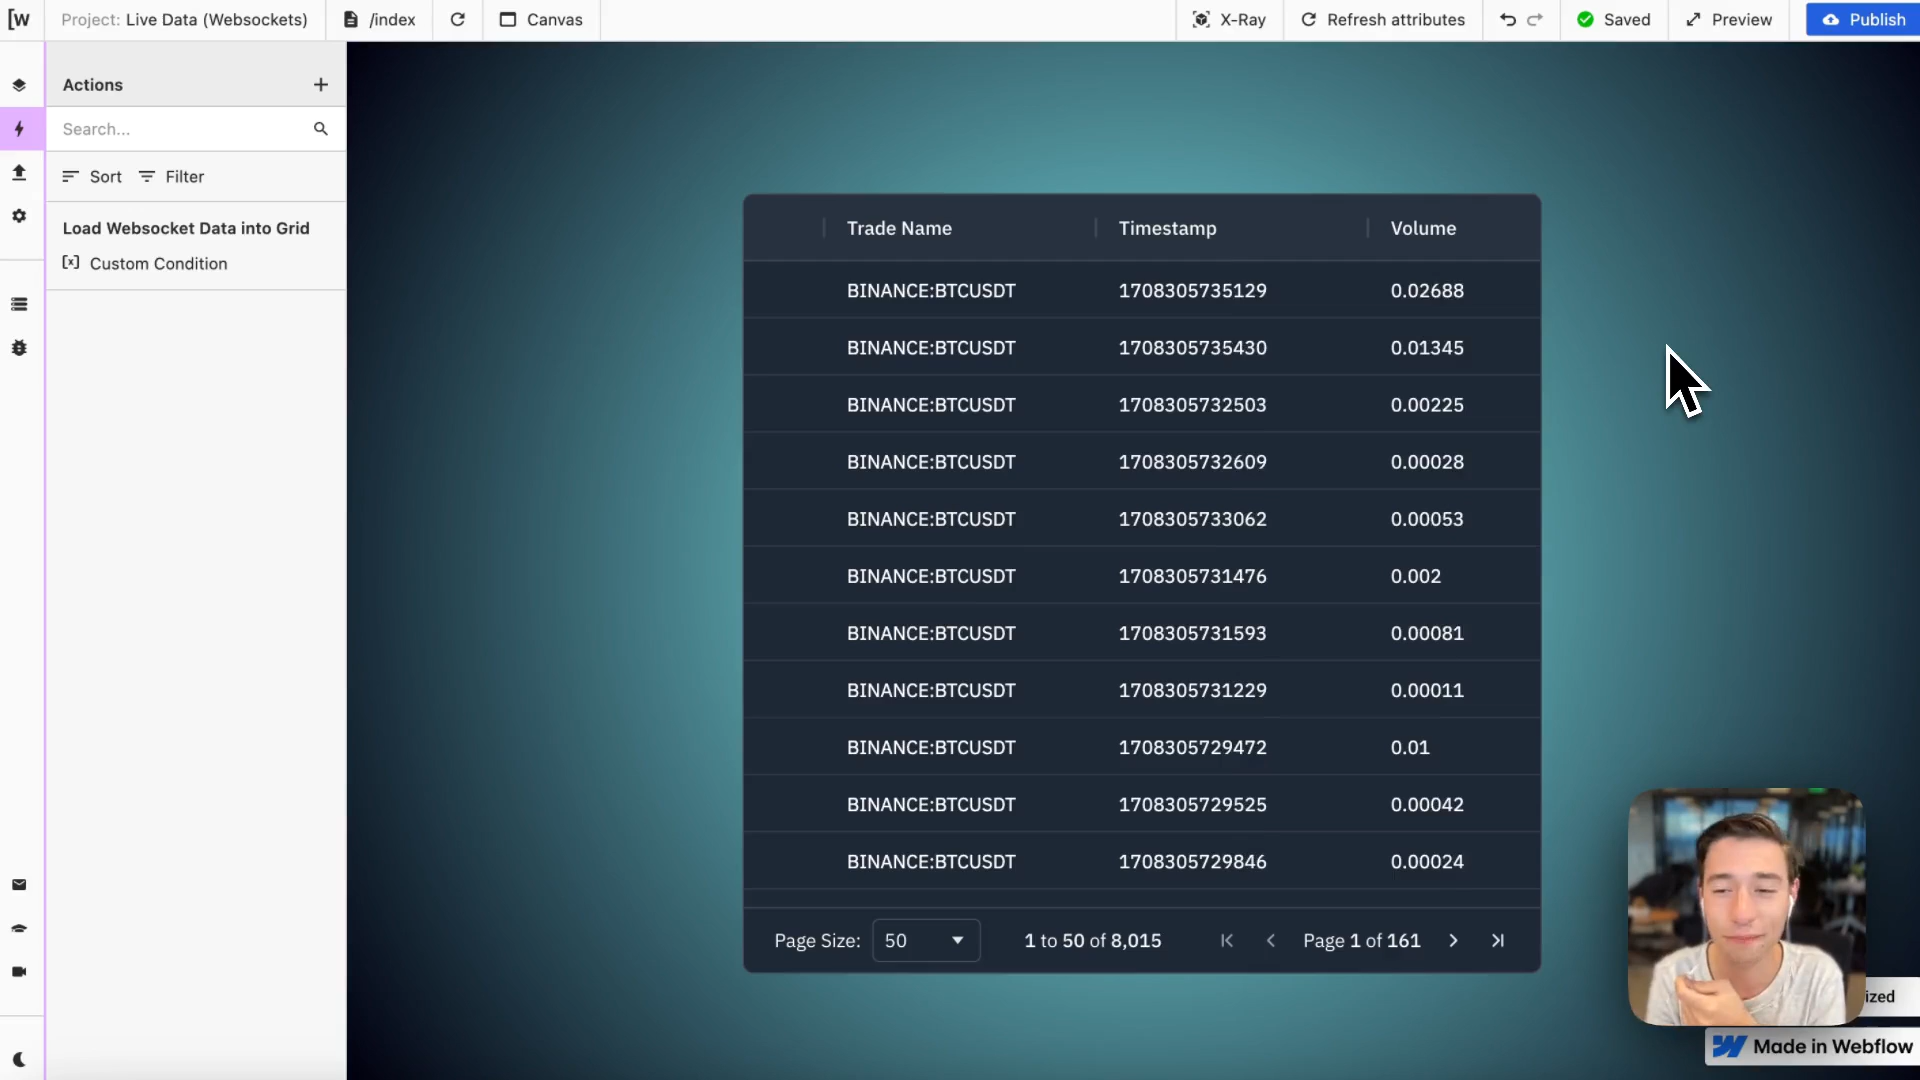 [w
Project: Live Data (Websockets)
/index
Canvas
X-Ray
Refresh attributes
Saved
Preview
Publish
Actions
Search...
Sort
Filter
Load Websocket Data into Grid
[x] Custom Condition
Trade Name Timestamp Volume
BINANCE:BTCUSDT 1708305735129 0.02688
BINANCE:BTCUSDT 1708305735430 0.01345
BINANCE:BTCUSDT 1708305732503 0.00225
BINANCE:BTCUSDT 1708305732609 0.00028
BINANCE:BTCUSDT 1708305733062 0.00053
BINANCE:BTCUSDT 1708305731476 0.002
BINANCE:BTCUSDT 1708305731593 0.00081
BINANCE:BTCUSDT 1708305731229 0.00011
BINANCE:BTCUSDT 1708305729472 0.01
BINANCE:BTCUSDT 1708305729525 0.00042
BINANCE:BTCUSDT 1708305729846 0.00024
Page Size: 50 1 to 50 of 8,015 Page 1 of 161
Made in Webflow